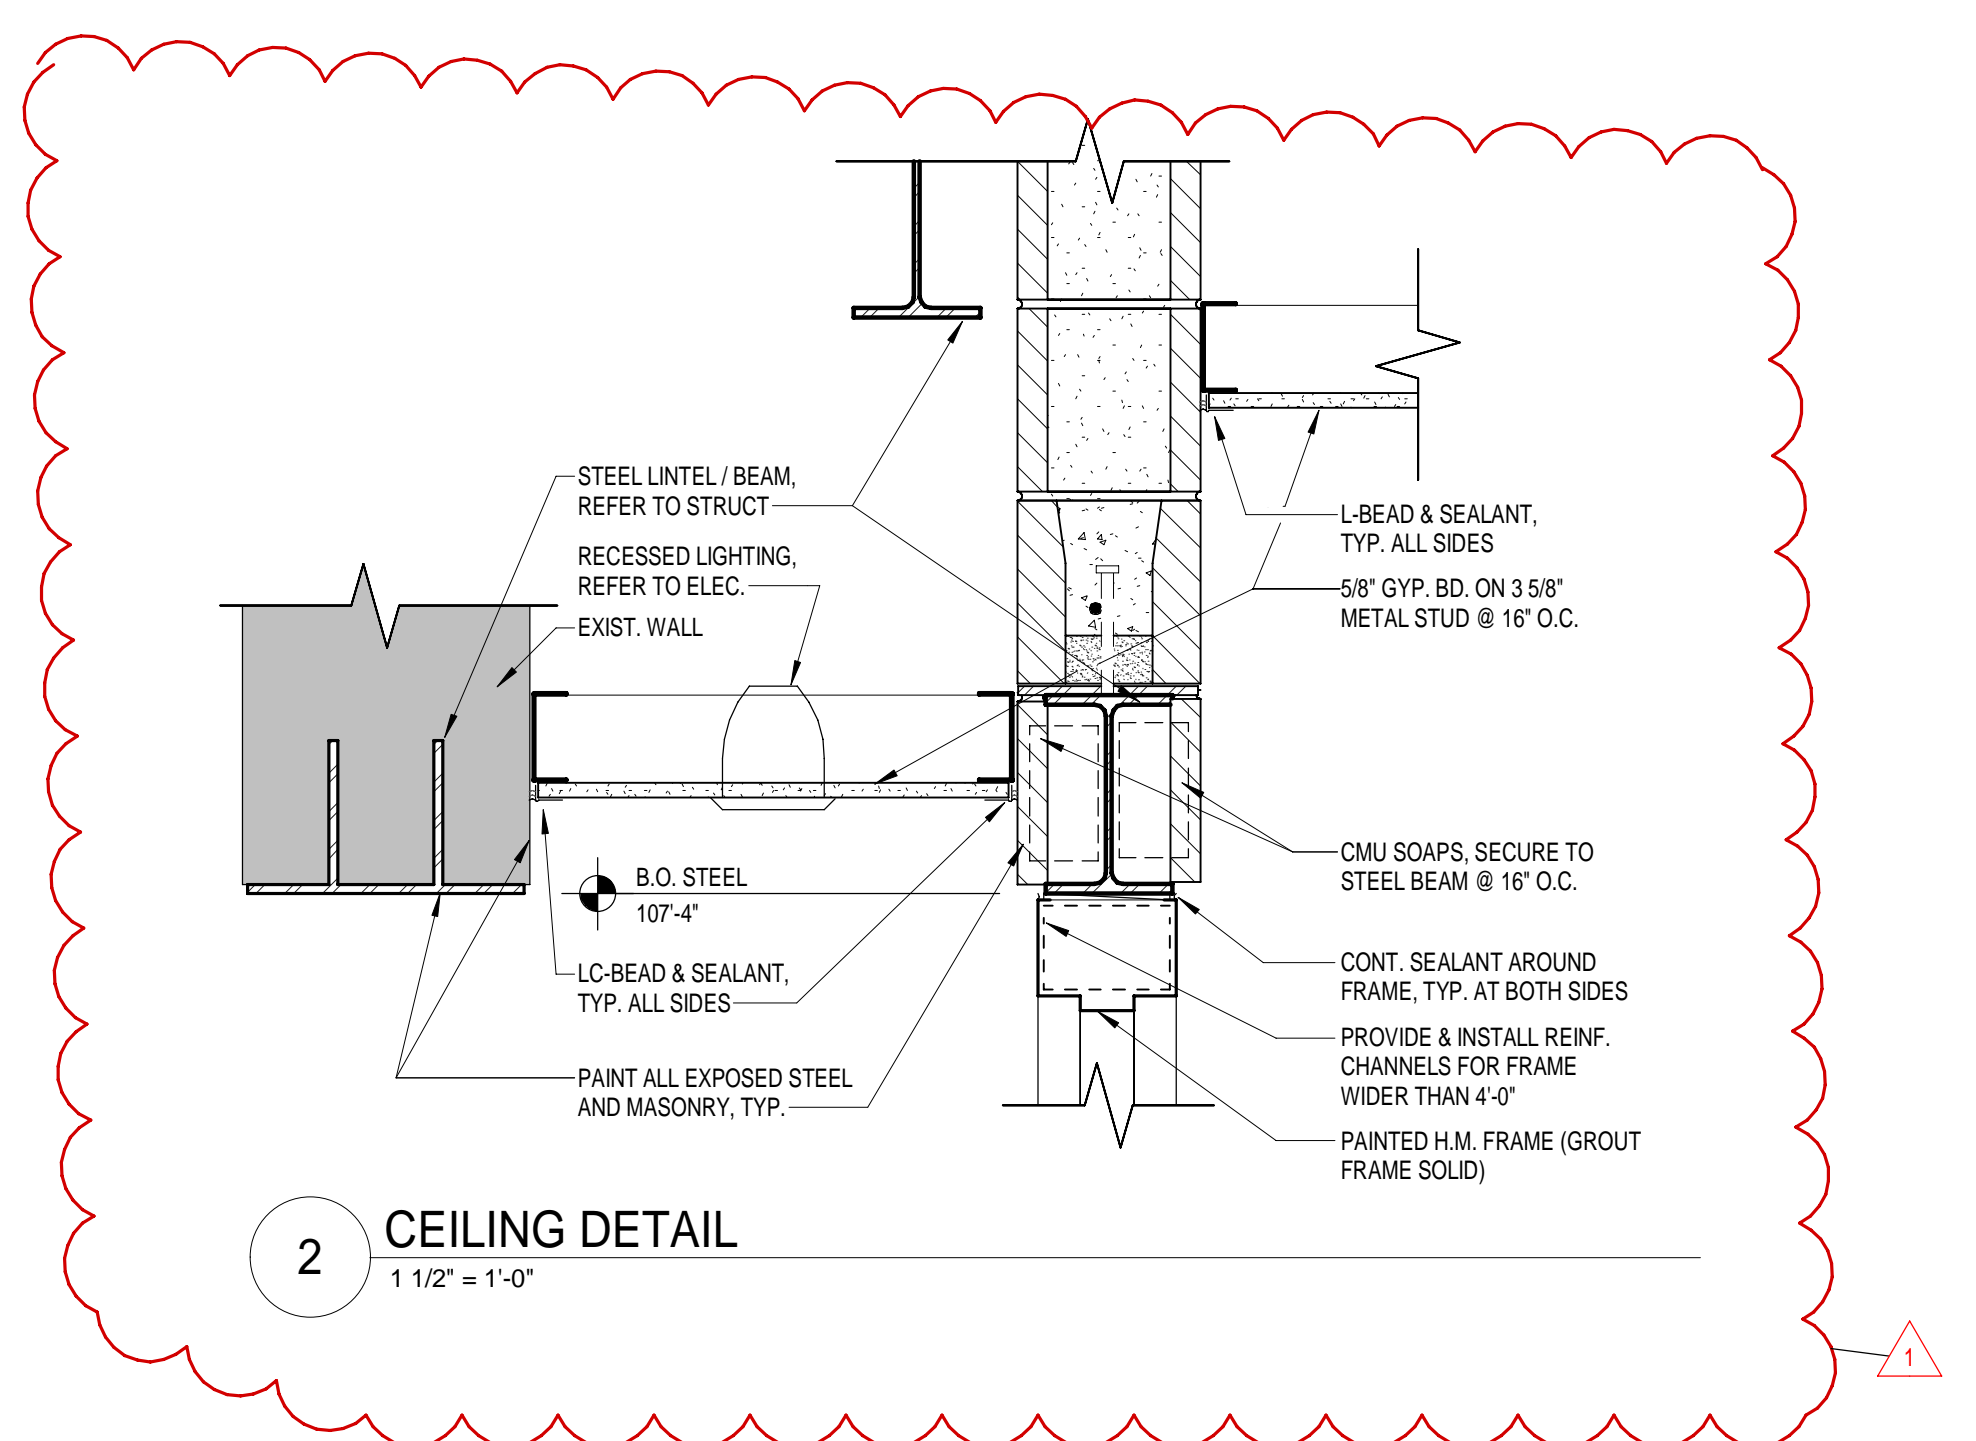 STEEL LINTEL / BEAM,
REFER TO STRUCT
RECESSED LIGHTING,
REFER TO ELEC.
EXIST. WALL
L-BEAD & SEALANT,
TYP. ALL SIDES
5/8" GYP. BD. ON 3 5/8"
METAL STUD @ 16" O.C.
B.O. STEEL
107'-4"
CMU SOAPS, SECURE TO
STEEL BEAM @ 16" O.C.
LC-BEAD & SEALANT,
TYP. ALL SIDES
CONT. SEALANT AROUND
FRAME, TYP. AT BOTH SIDES
PROVIDE & INSTALL REINF.
CHANNELS FOR FRAME
WIDER THAN 4'-0"
PAINT ALL EXPOSED STEEL
AND MASONRY, TYP.
PAINTED H.M. FRAME (GROUT
FRAME SOLID)
2
CEILING DETAIL
1 1/2" = 1'-0"
1